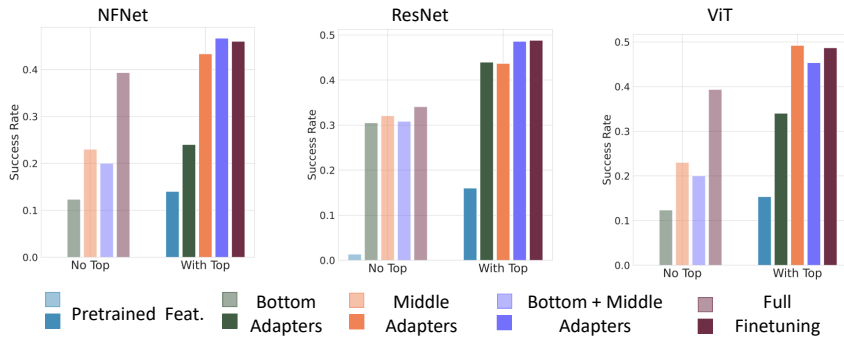 NFNet
ResNet
ViT
Success Rate
0.4
0.3
0.2
0.1
0.0
No Top
With Top
Success Rate
0.5
0.4
0.3
0.2
0.1
0.0
No Top
With Top
Success Rate
0.5
0.4
0.3
0.2
0.1
0.0
No Top
With Top
Pretrained Feat.
Bottom
Adapters
Middle
Adapters
Bottom + Middle
Adapters
Full
Finetuning